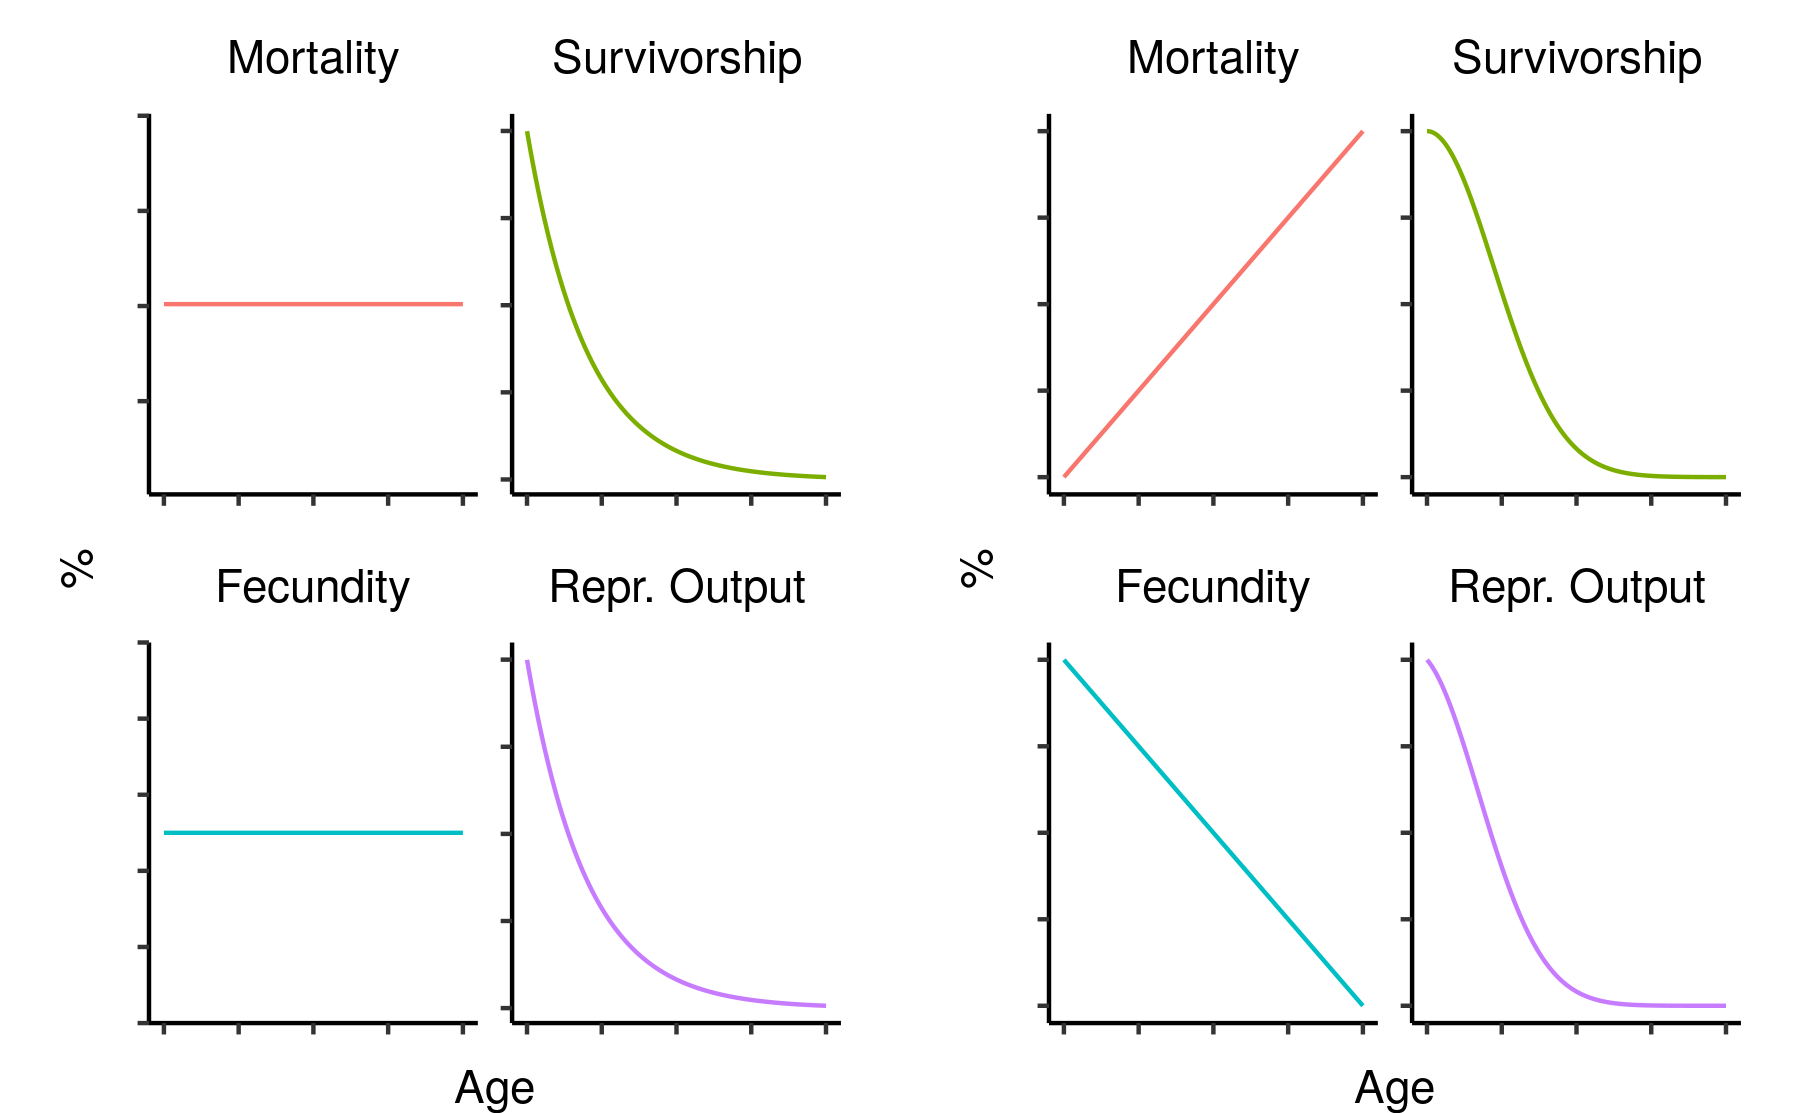 Mortality
Survivorship
%
Fecundity
Repr. Output
Age
Mortality
Survivorship
%
Fecundity
Repr. Output
Age